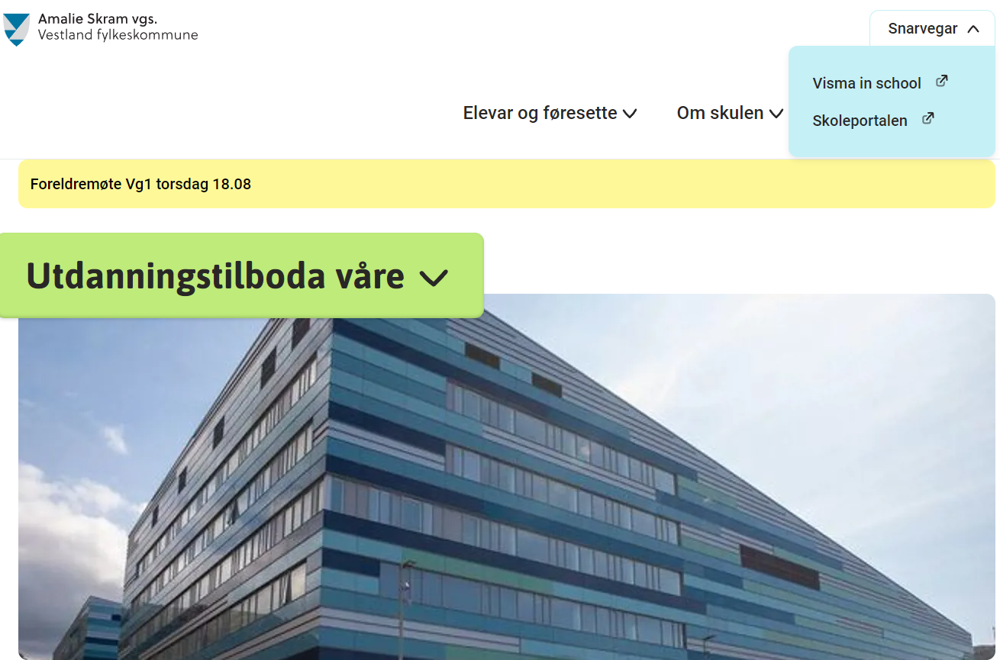 Amalie Skram vgs.
Vestland fylkeskommune
Snarvegar
Visma in school
Skoleportalen
Elevar og føresette
Om skulen
Foreldremøte Vg1 torsdag 18.08
Utdanningstilboda våre